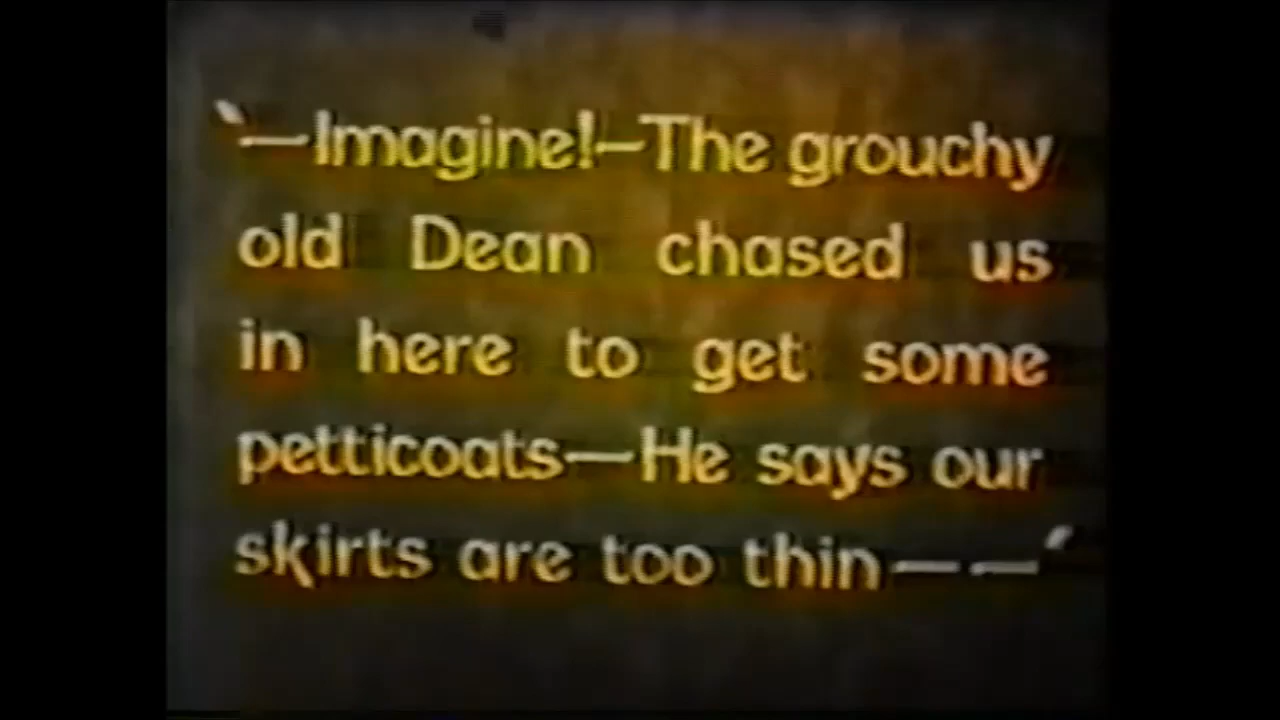 ‵—Imagine!—The grouchy
old Dean chased us
in here to get some
petticoats—He says our
skirts are too thin——′